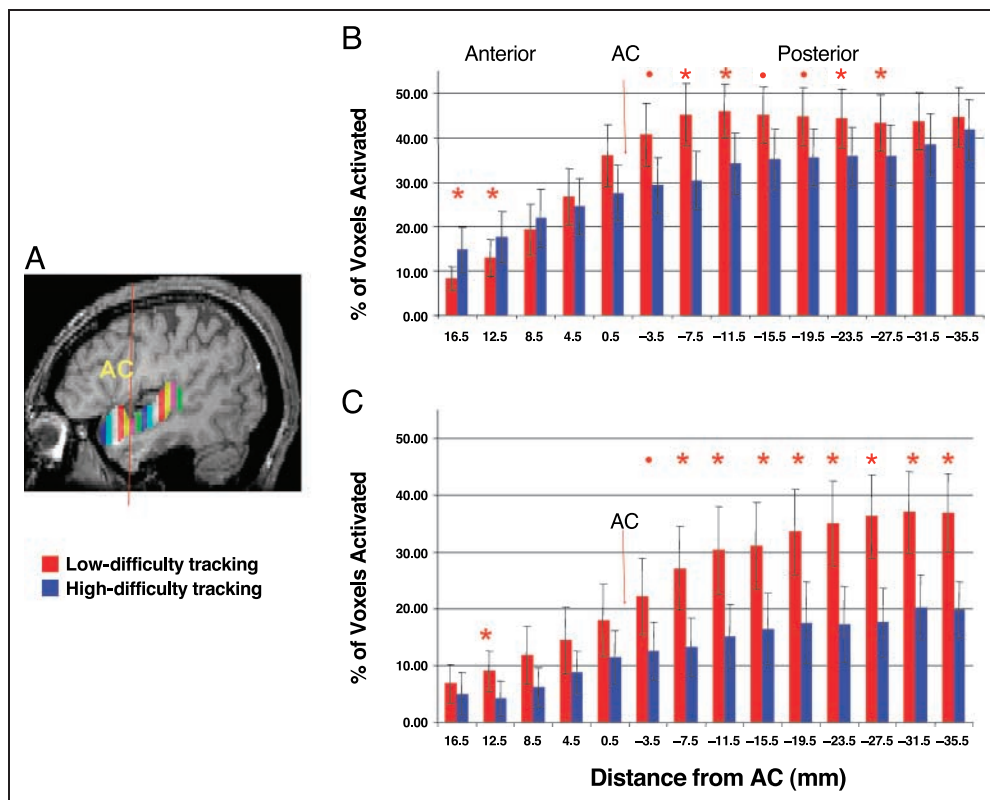 B
Anterior
AC
Posterior
* * • * * • • * *
% of Voxels Activated
50.00
40.00
30.00
20.00
10.00
0.00
16.5 12.5 8.5 4.5 0.5 –3.5 –7.5 –11.5 –15.5 –19.5 –23.5 –27.5 –31.5 –35.5
A
AC
Low-difficulty tracking
High-difficulty tracking
C
AC
* • * * * * * * * *
% of Voxels Activated
50.00
40.00
30.00
20.00
10.00
0.00
16.5 12.5 8.5 4.5 0.5 –3.5 –7.5 –11.5 –15.5 –19.5 –23.5 –27.5 –31.5 –35.5
Distance from AC (mm)